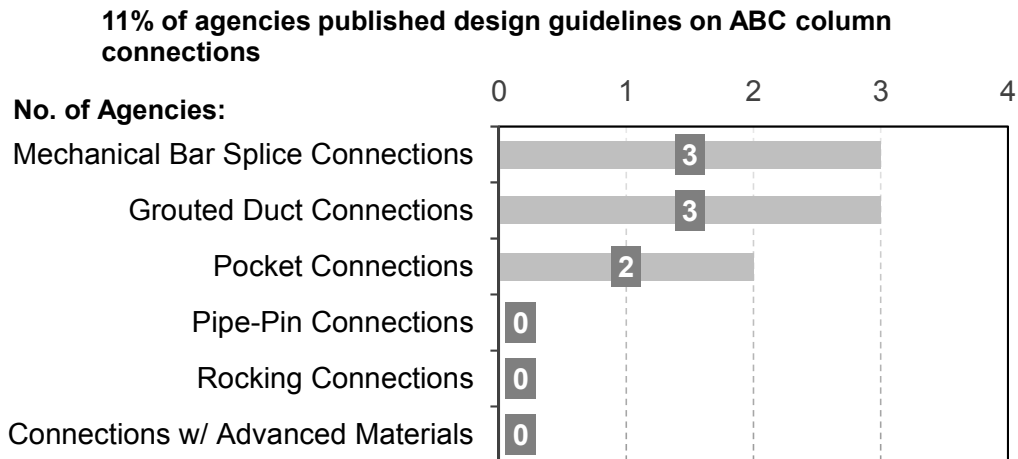 11% of agencies published design guidelines on ABC column
connections
No. of Agencies:
0 1 2 3 4
Mechanical Bar Splice Connections 3
Grouted Duct Connections 3
Pocket Connections 2
Pipe-Pin Connections 0
Rocking Connections 0
Connections w/ Advanced Materials 0